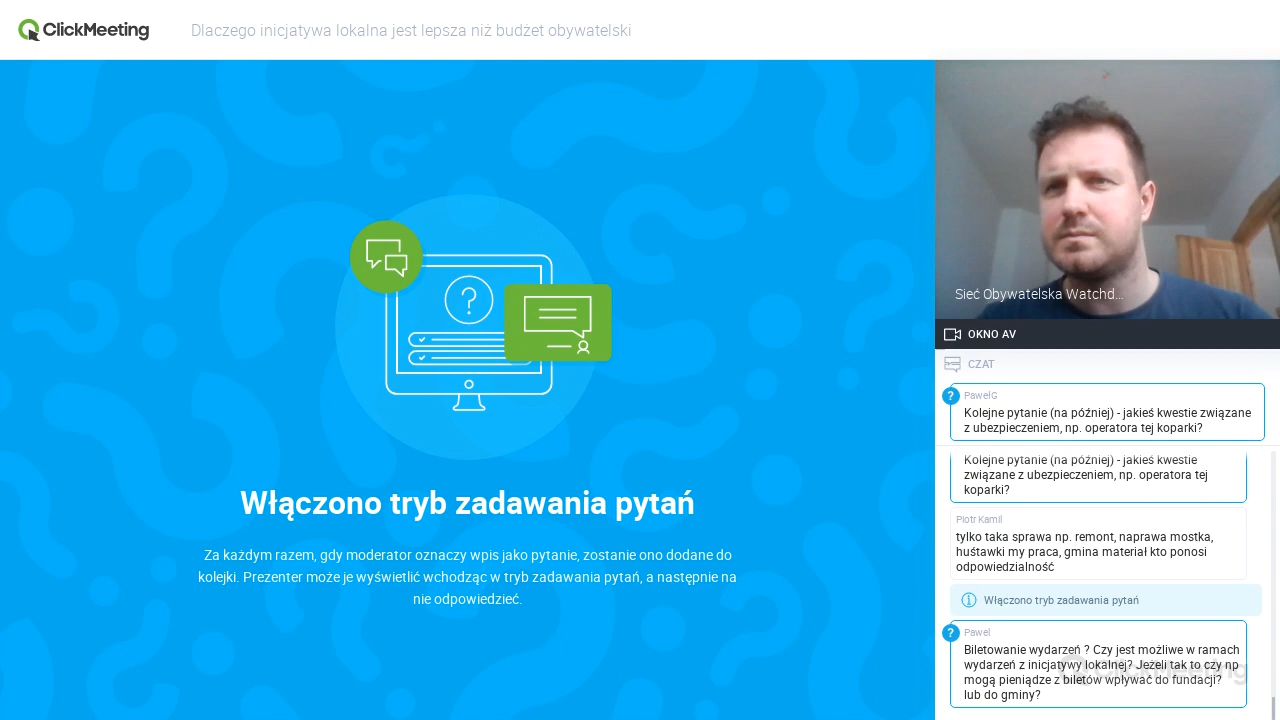 ClickMeeting
Dlaczego inicjatywa lokalna jest lepsza niż budżet obywatelski
Włączono tryb zadawania pytań
Za każdym razem, gdy moderator oznaczy wpis jako pytanie, zostanie ono dodane do
kolejki. Prezenter może je wyświetlić wchodząc w tryb zadawania pytań, a następnie na
nie odpowiedzieć.
Sieć Obywatelska Watchd...
OKNO AV
CZAT
PawełG
Kolejne pytanie (na później) - jakieś kwestie związane
z ubezpieczeniem, np. operatora tej koparki?
Kolejne pytanie (na później) - jakieś kwestie
związane z ubezpieczeniem, np. operatora tej
koparki?
Piotr Kamil
tylko taka sprawa np. remont, naprawa mostka,
huśtawki my praca, gmina materiał kto ponosi
odpowiedzialność
Włączono tryb zadawania pytań
Pawel
Biletowanie wydarzeń ? Czy jest możliwe w ramach
wydarzeń z inicjatywy lokalnej? Jeżeli tak to czy np
mogą pieniądze z biletów wpływać do fundacji?
lub do gminy?
ClickMeeting